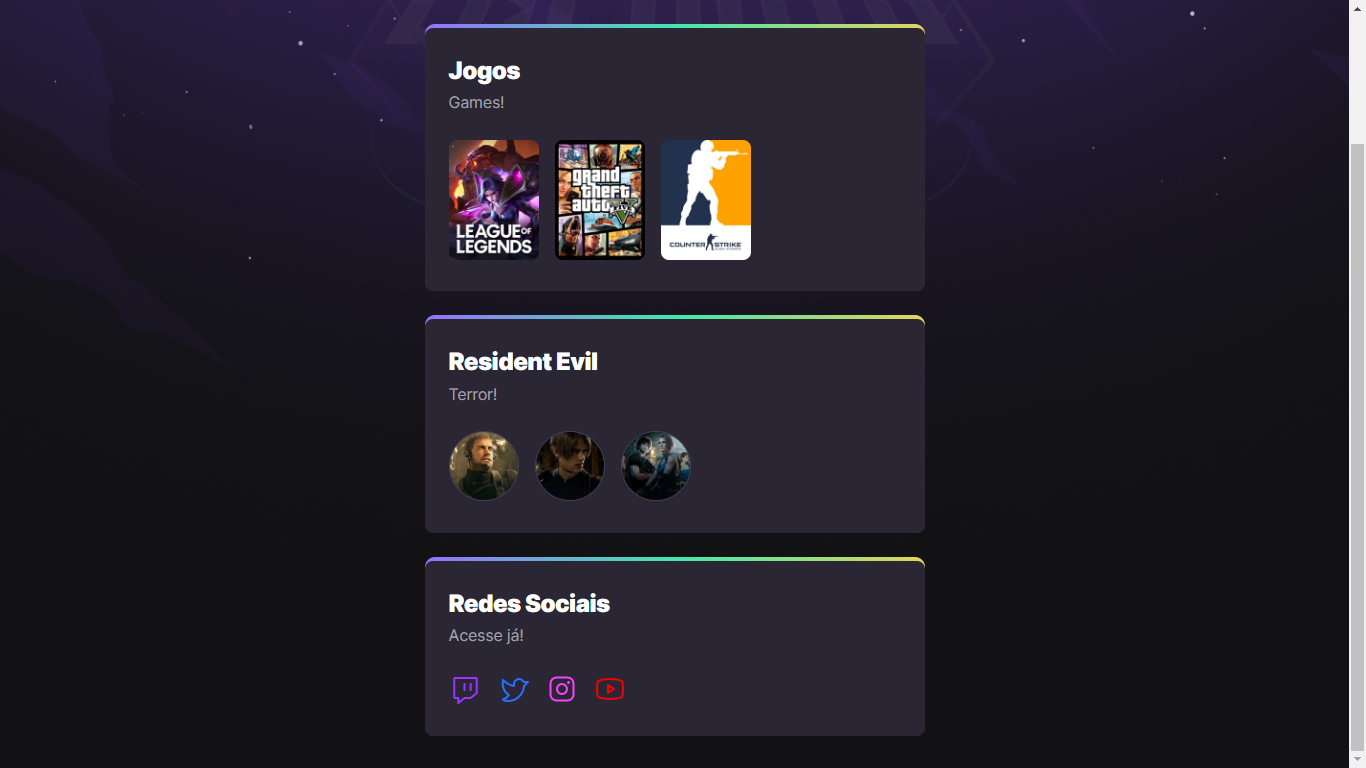 Jogos
Games!
LEAGUE OF
LEGENDS
grand
theft
auto
V
COUNTER STRIKE
Resident Evil
Terror!
Redes Sociais
Acesse já!